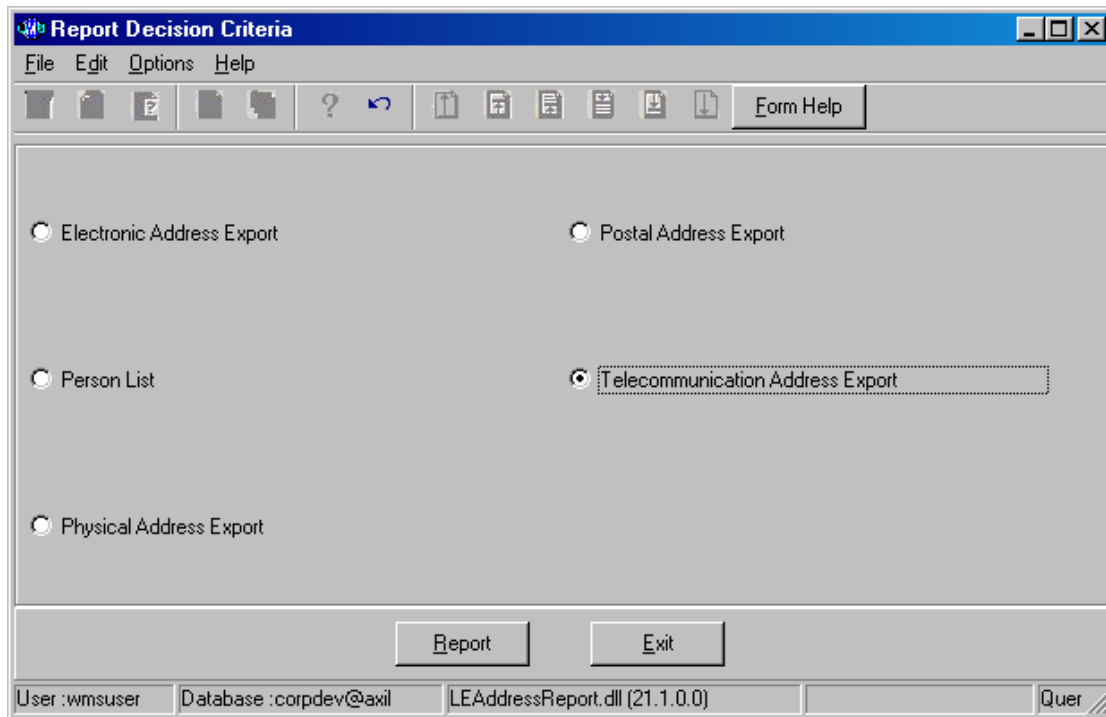 Report Decision Criteria
File Edit Options Help
Form Help
Electronic Address Export
Postal Address Export
Person List
Telecommunication Address Export
Physical Address Export
Report
Exit
User :wmsuser
Database :corpdev@axil
LEAddressReport.dll (21.1.0.0)
Quer